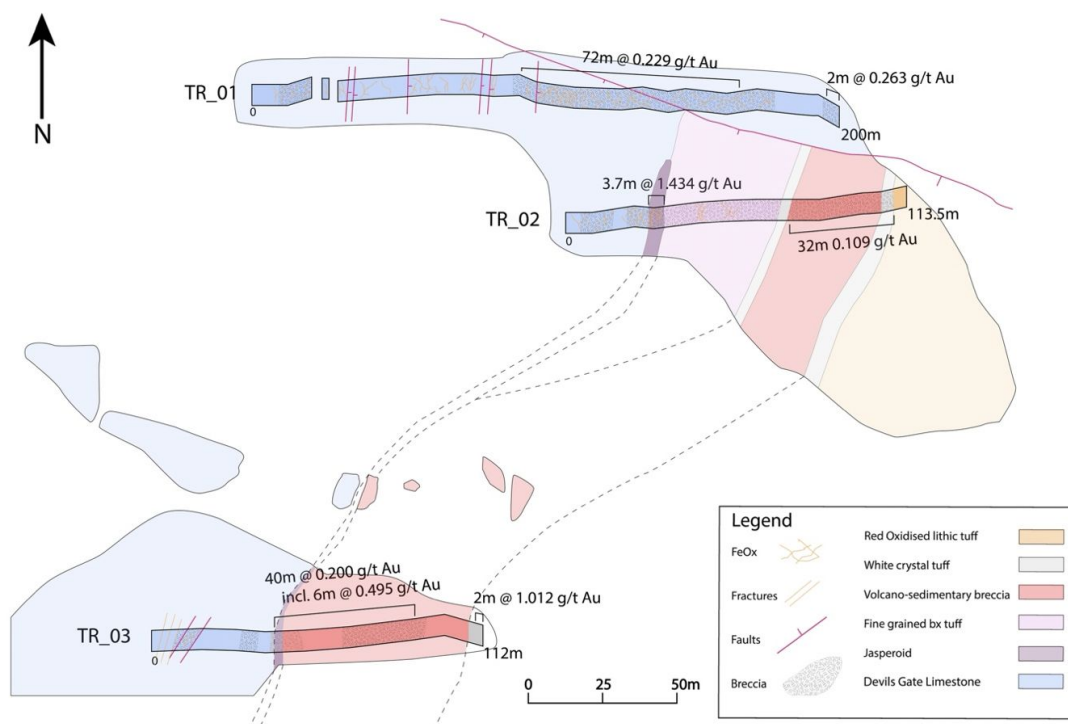 N
TR_01
0
72m @ 0.229 g/t Au
2m @ 0.263 g/t Au
200m
TR_02
0
3.7m @ 1.434 g/t Au
113.5m
32m 0.109 g/t Au
TR_03
0
40m @ 0.200 g/t Au
incl. 6m @ 0.495 g/t Au
2m @ 1.012 g/t Au
112m
0 25 50m
Legend
FeOx
Fractures
Faults
Breccia
Red Oxidised lithic tuff
White crystal tuff
Volcano-sedimentary breccia
Fine grained bx tuff
Jasperoid
Devils Gate Limestone